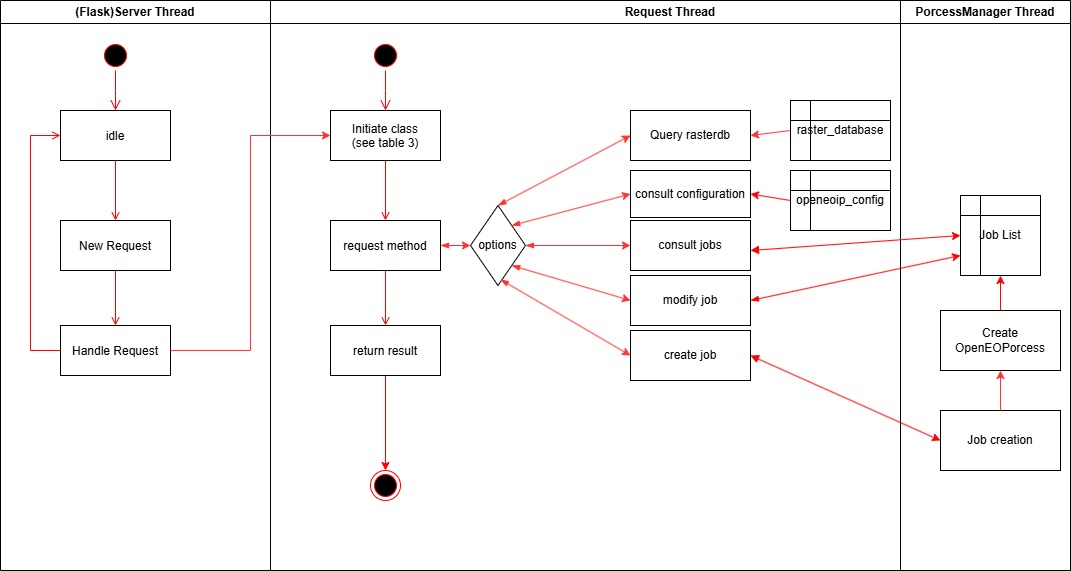 (Flask)Server Thread
Request Thread
PorcessManager Thread
idle
New Request
Handle Request
Initiate class
(see table 3)
request method
return result
options
Query rasterdb
consult configuration
consult jobs
modify job
create job
raster_database
openeoip_config
Job List
Create
OpenEOPorcess
Job creation